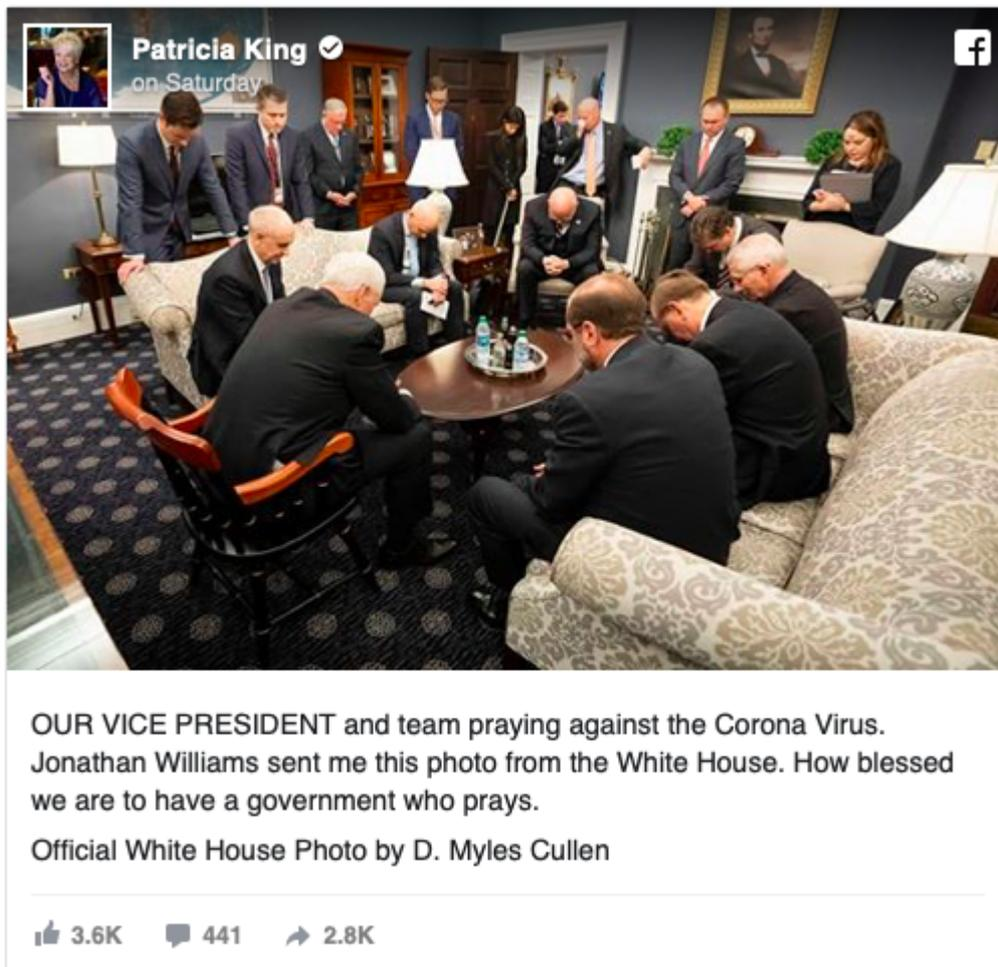 Patricia King
on Saturday
OUR VICE PRESIDENT and team praying against the Corona Virus.
Jonathan Williams sent me this photo from the White House. How blessed
we are to have a government who prays.
Official White House Photo by D. Myles Cullen
3.6K 441 2.8K